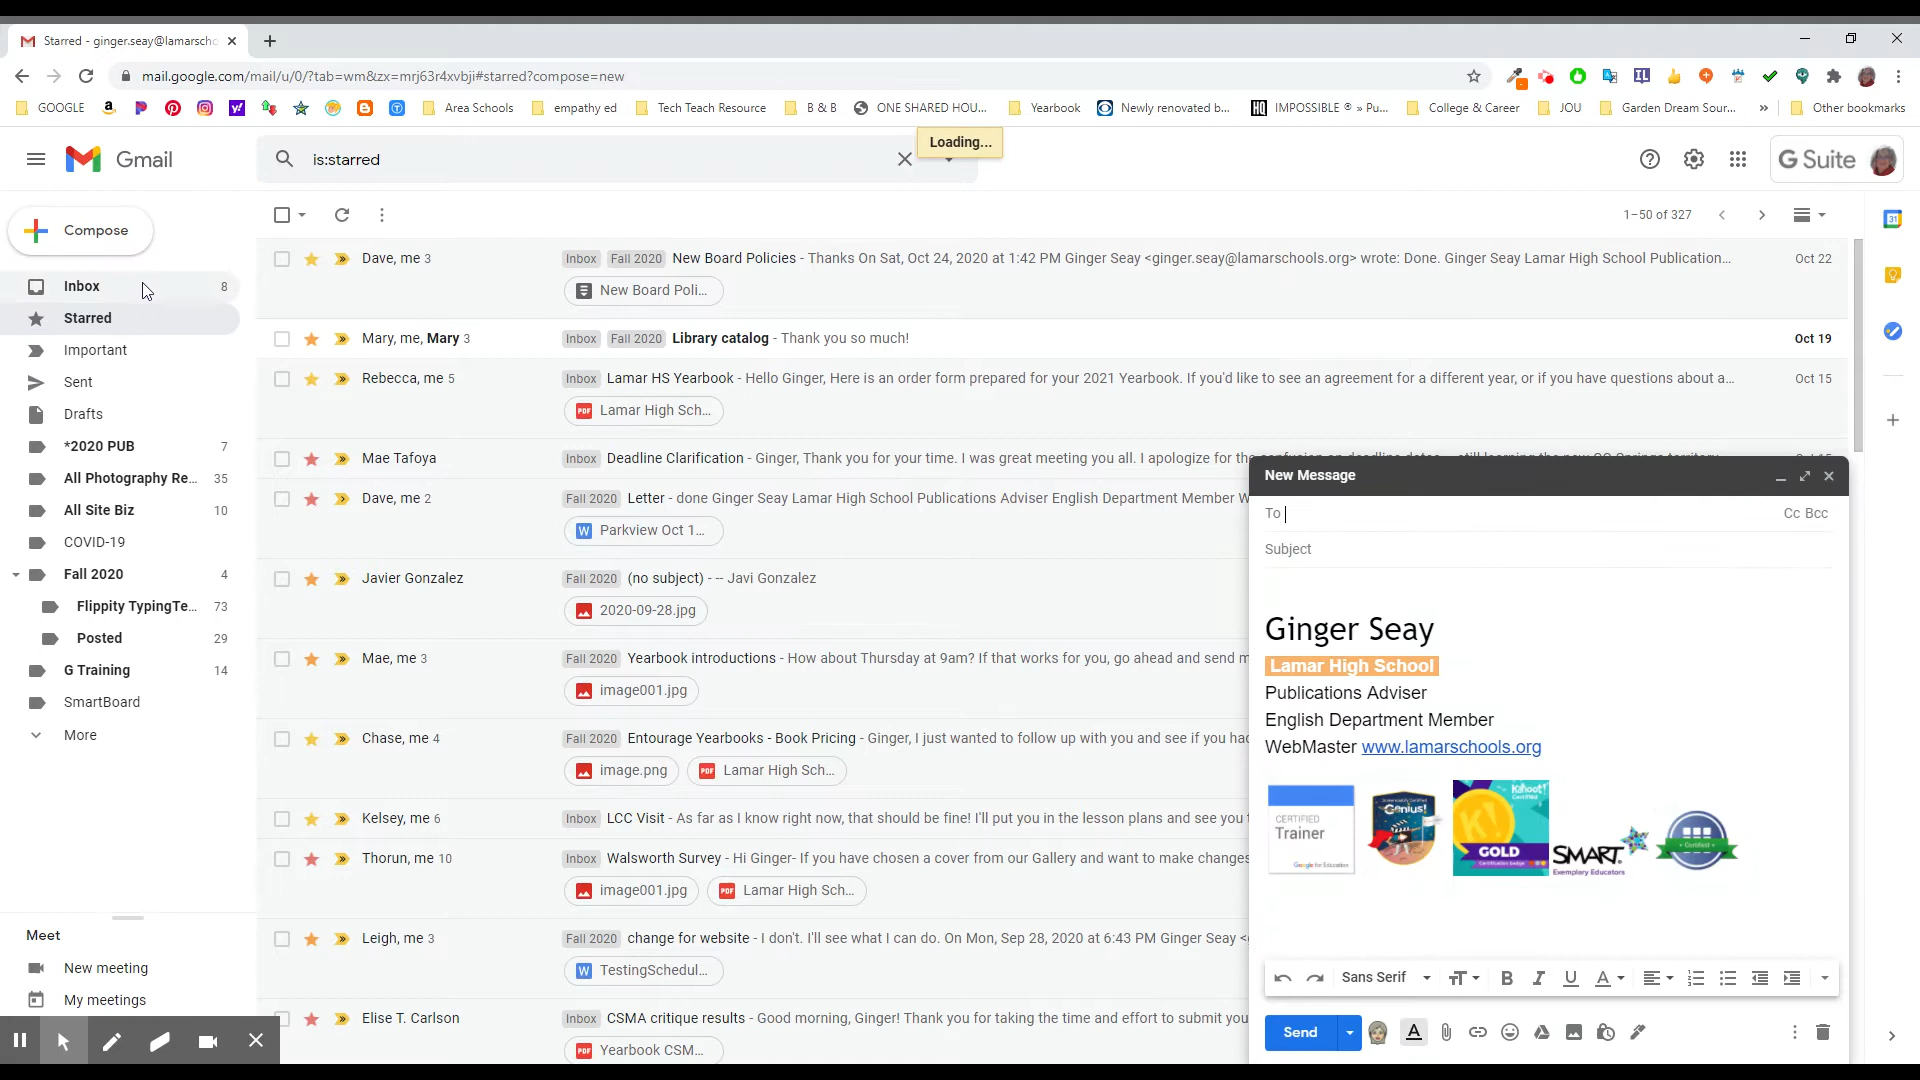 Starred - ginger.seay@lamarscho
mail.google.com/mail/u/0/?tab=wm&zx=mrj63r4xvbji#starred?compose=new
GOOGLE Area Schools empathy ed Tech Teach Resource B & B ONE SHARED HOU... Yearbook Newly renovated b... IMPOSSIBLE ® » Pu... College & Career JOU Garden Dream Sour... » Other bookmarks
Loading...
Gmail
is:starred
G Suite
Compose
1–50 of 327
Inbox 8
Starred
Important
Sent
Drafts
*2020 PUB 7
All Photography Re... 35
All Site Biz 10
COVID-19
Fall 2020 4
Flippity TypingTe... 73
Posted 29
G Training 14
SmartBoard
More
Meet
New meeting
My meetings
Dave, me 3 Inbox Fall 2020 New Board Policies - Thanks On Sat, Oct 24, 2020 at 1:42 PM Ginger Seay <ginger.seay@lamarschools.org> wrote: Done. Ginger Seay Lamar High School Publication... Oct 22
New Board Poli...
Mary, me, Mary 3 Inbox Fall 2020 Library catalog - Thank you so much! Oct 19
Rebecca, me 5 Inbox Lamar HS Yearbook - Hello Ginger, Here is an order form prepared for your 2021 Yearbook. If you'd like to see an agreement for a different year, or if you have questions about a... Oct 15
PDF Lamar High Sch...
Mae Tafoya Inbox Deadline Clarification - Ginger, Thank you for your time. I was great meeting you all. I apologize for the
Dave, me 2 Fall 2020 Letter - done Ginger Seay Lamar High School Publications Adviser English Department Member W
W Parkview Oct 1...
Javier Gonzalez Fall 2020 (no subject) - -- Javi Gonzalez
2020-09-28.jpg
Mae, me 3 Fall 2020 Yearbook introductions - How about Thursday at 9am? If that works for you, go ahead and send m
image001.jpg
Chase, me 4 Fall 2020 Entourage Yearbooks - Book Pricing - Ginger, I just wanted to follow up with you and see if you had
image.png PDF Lamar High Sch...
Kelsey, me 6 Inbox LCC Visit - As far as I know right now, that should be fine! I'll put you in the lesson plans and see you
Thorun, me 10 Inbox Walsworth Survey - Hi Ginger- If you have chosen a cover from our Gallery and want to make changes
image001.jpg PDF Lamar High Sch...
Leigh, me 3 Fall 2020 change for website - I don't. I'll see what I can do. On Mon, Sep 28, 2020 at 6:43 PM Ginger Seay <
W TestingSchedul...
Elise T. Carlson Inbox CSMA critique results - Good morning, Ginger! Thank you for taking the time and effort to submit you
PDF Yearbook CSM...
New Message
To Cc Bcc
Subject
Ginger Seay
Lamar High School
Publications Adviser
English Department Member
WebMaster www.lamarschools.org
CERTIFIED
Trainer
Google for Education
Genius!
Kahoot!
Certified
K!
GOLD
SMART
Exemplary Educators
Certified
Sans Serif
Send